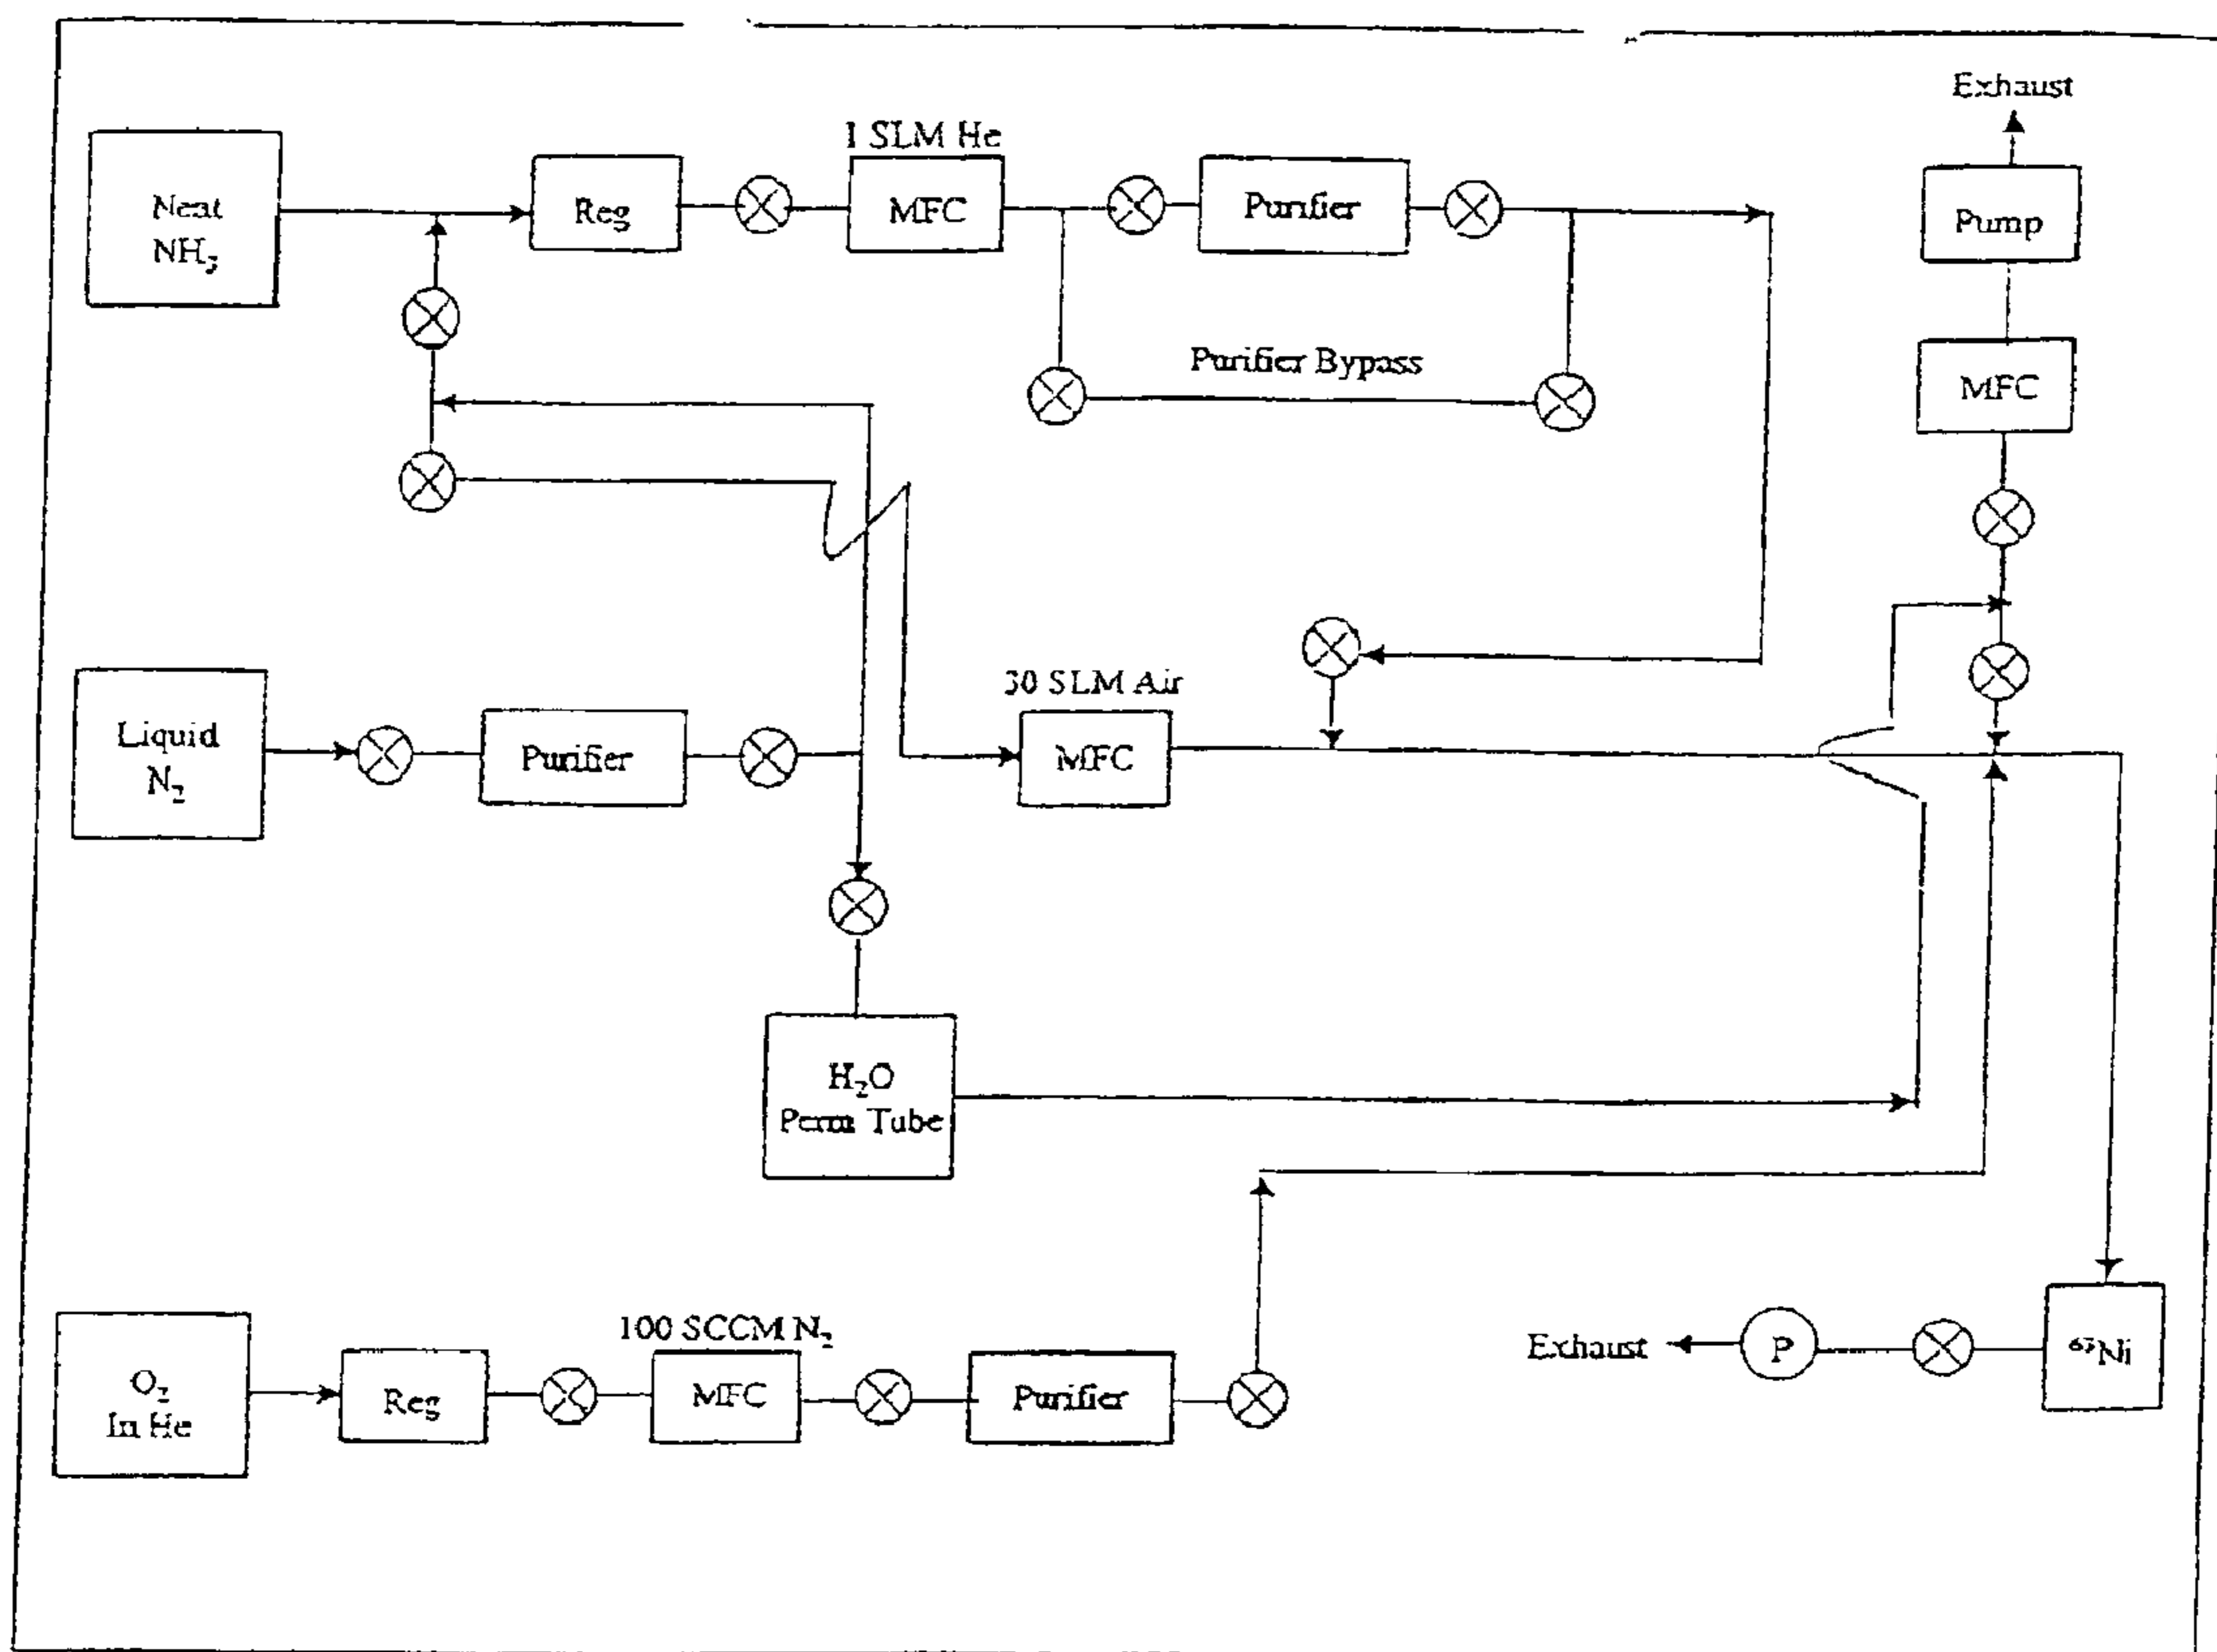 Exhaust
1 SLM He
Neat
NH₃
Reg
MFC
Purifier
Pump
Purifier Bypass
MFC
30 SLM Air
Liquid
N₂
Purifier
MFC
H₂O
Perm Tube
100 SCCM N₂
O₂
In He
Reg
MFC
Purifier
Exhaust
P
⁶³Ni